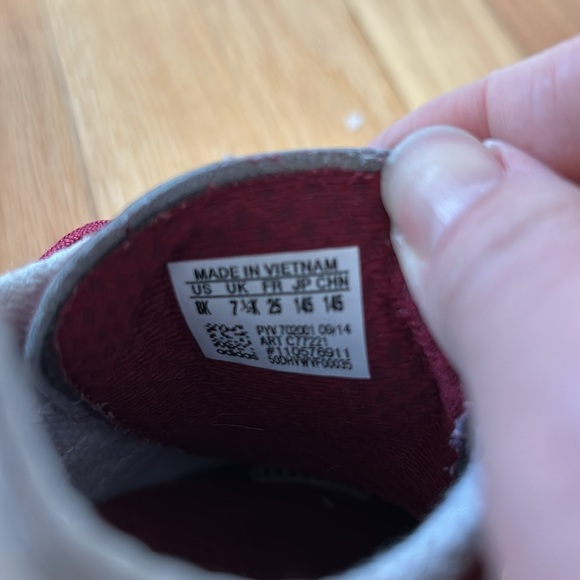 MADE IN VIETNAM
US UK FR JP CHN
8K 7½K 25 145 145
PYV 702001 09/14
ART C77221
#110576911
50DHVWVF00035